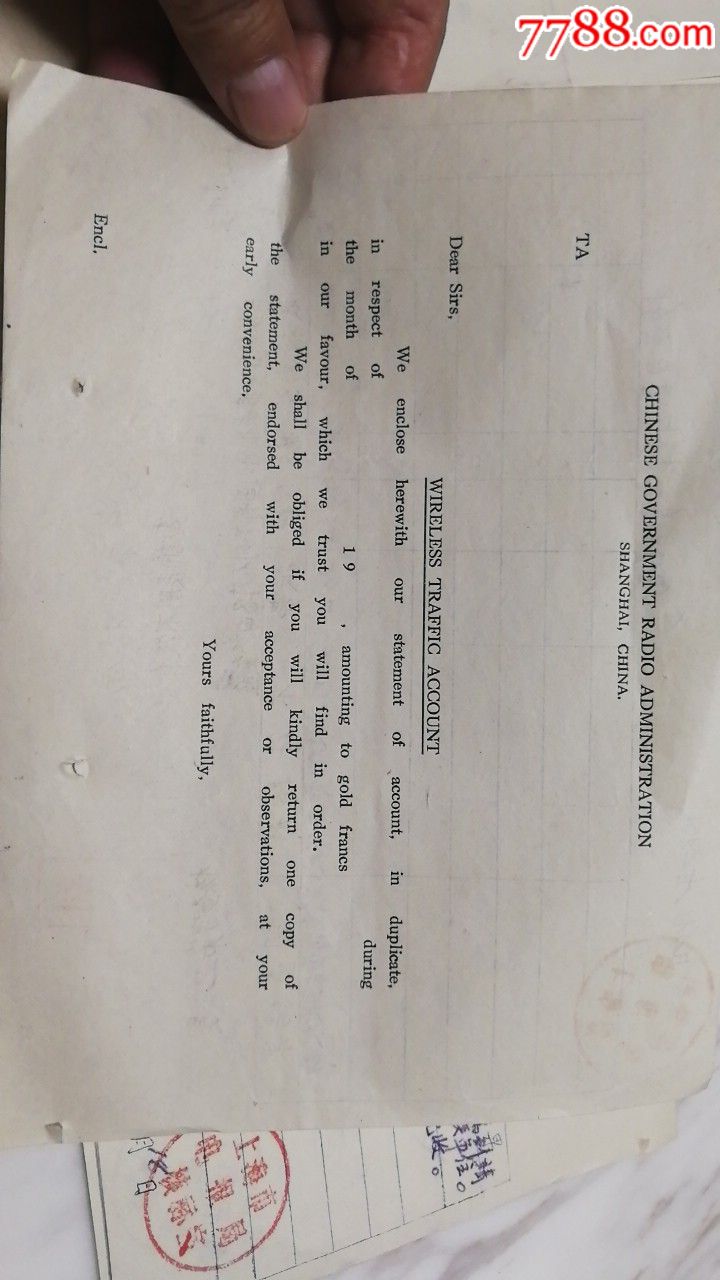 7788.com
CHINESE GOVERNMENT RADIO ADMINISTRATION
SHANGHAI, CHINA.
TA
WIRELESS TRAFFIC ACCOUNT
Dear Sirs,
We enclose herewith our statement of account, in duplicate,
in respect of during
the month of 19 , amounting to gold francs
in our favour, which we trust you will find in order.
We shall be obliged if you will kindly return one copy of
the statement, endorsed with your acceptance or observations, at your
early convenience.
Yours faithfully,
Encl.
上海市
电报局